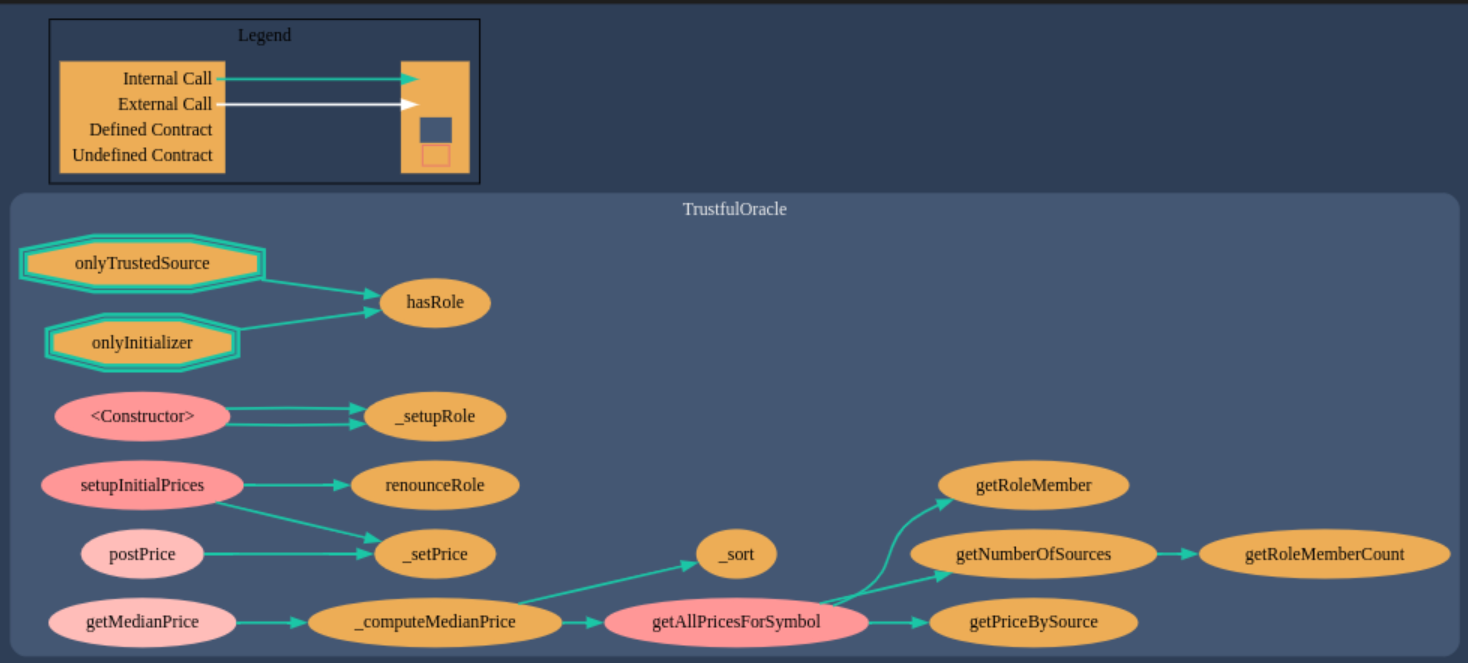 Legend
Internal Call
External Call
Defined Contract
Undefined Contract
TrustfulOracle
onlyTrustedSource
hasRole
onlyInitializer
<Constructor>
_setupRole
setupInitialPrices
renounceRole
getRoleMember
postPrice
_setPrice
_sort
getNumberOfSources
getRoleMemberCount
getMedianPrice
_computeMedianPrice
getAllPricesForSymbol
getPriceBySource